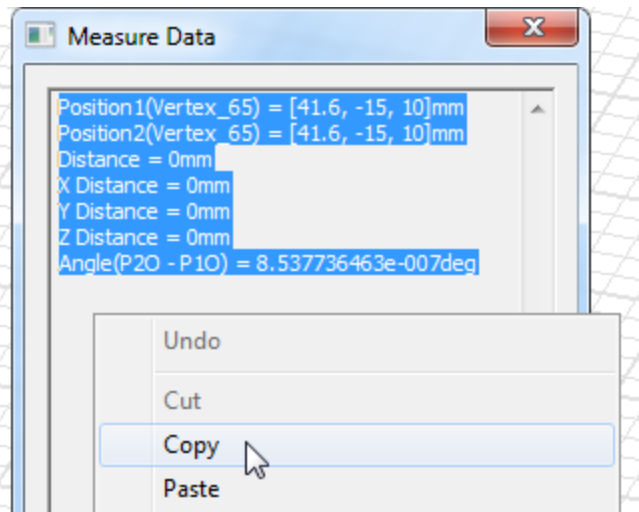 Measure Data
Position1(Vertex_65) = [41.6, -15, 10]mm
Position2(Vertex_65) = [41.6, -15, 10]mm
Distance = 0mm
X Distance = 0mm
Y Distance = 0mm
Z Distance = 0mm
Angle(P2O - P1O) = 8.537736463e-007deg
Undo
Cut
Copy
Paste